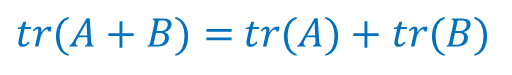 tr(A + B) = tr(A) + tr(B)